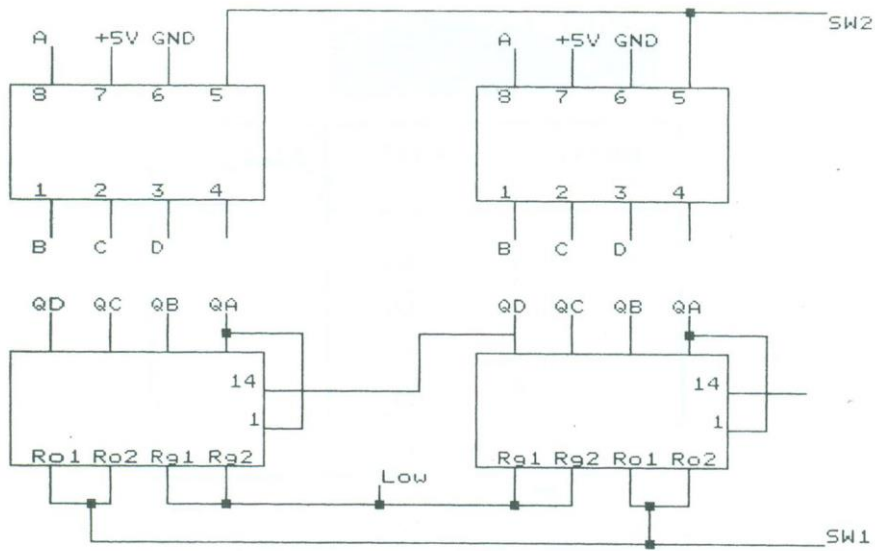 SW2
A +5V GND A +5V GND
8 7 6 5 8 7 6 5
1 2 3 4 1 2 3 4
B C D B C D
QD QC QB QA QD QC QB QA
14 14
1 1
Ro1 Ro2 Rg1 Rg2 Rg1 Rg2 Ro1 Ro2
Low
SW1